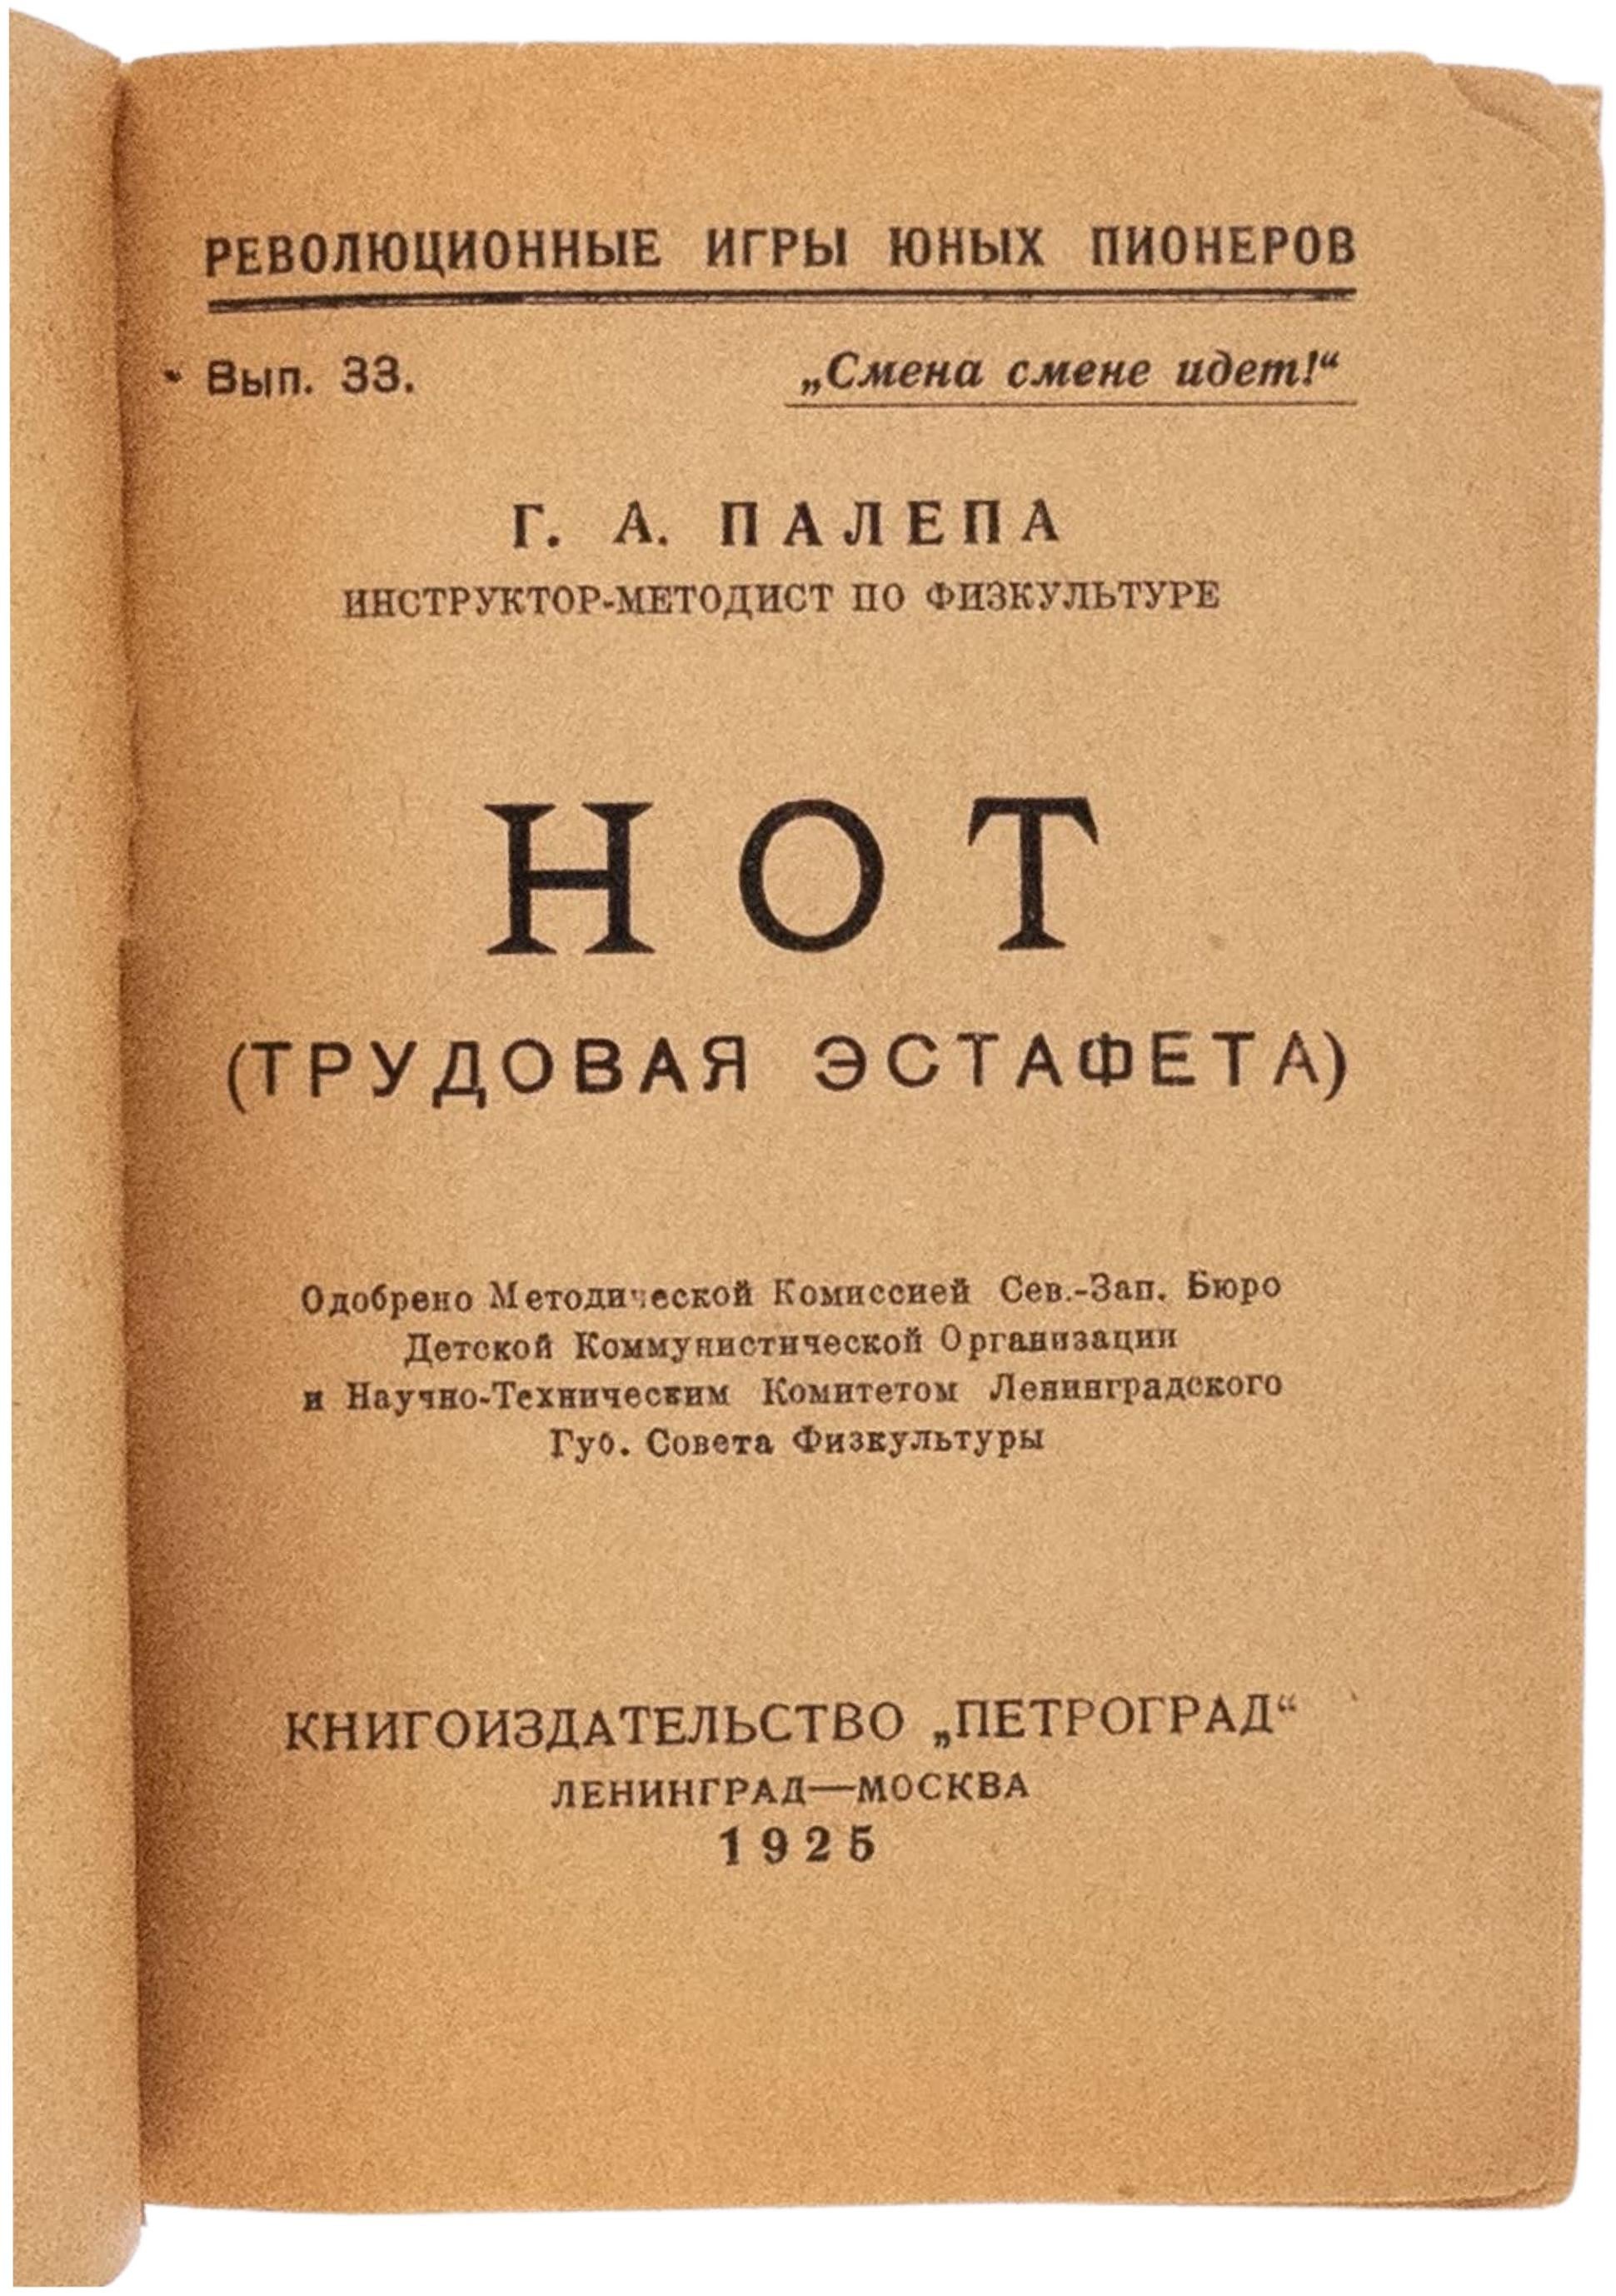 РЕВОЛЮЦИОННЫЕ ИГРЫ ЮНЫХ ПИОНЕРОВ
Вып. 33.
„Смена смене идет!“
Г. А. ПАЛЕПА
ИНСТРУКТОР-МЕТОДИСТ ПО ФИЗКУЛЬТУРЕ
НОТ
(ТРУДОВАЯ ЭСТАФЕТА)
Одобрено Методической Комиссией Сев.-Зап. Бюро
Детской Коммунистической Организации
и Научно-Техническим Комитетом Ленинградского
Губ. Совета Физкультуры
КНИГОИЗДАТЕЛЬСТВО „ПЕТРОГРАД“
ЛЕНИНГРАД—МОСКВА
1925